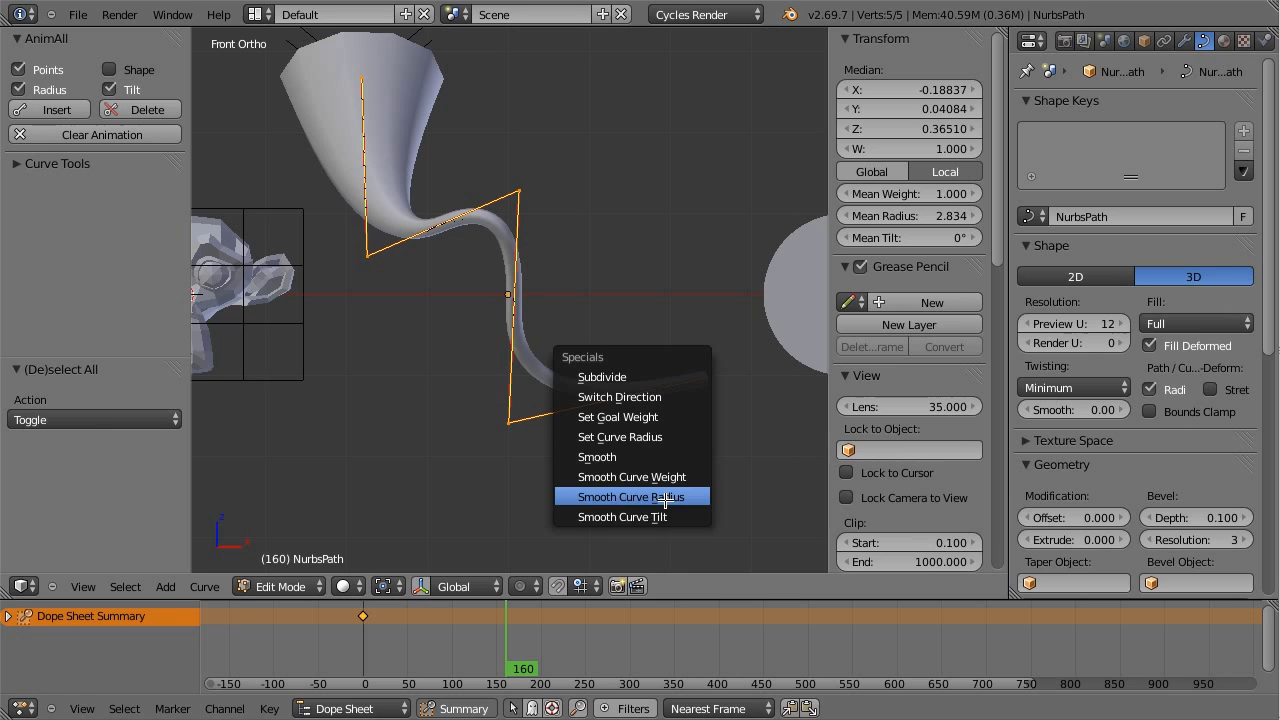 File Render Window Help Default Scene Cycles Render v2.69.7 | Verts:5/5 | Mem:40.59M (0.36M) | NurbsPath
AnimAll
Points Shape
Radius Tilt
Insert Delete
Clear Animation
Curve Tools
(De)select All
Action
Toggle
Front Ortho
Specials
Subdivide
Switch Direction
Set Goal Weight
Set Curve Radius
Smooth
Smooth Curve Weight
Smooth Curve Radius
Smooth Curve Tilt
(160) NurbsPath
Transform
Median:
X: -0.18837
Y: 0.04084
Z: 0.36510
W: 1.000
Global Local
Mean Weight: 1.000
Mean Radius: 2.834
Mean Tilt: 0°
Grease Pencil
New
New Layer
Delet...rame Convert
View
Lens: 35.000
Lock to Object:
Lock to Cursor
Lock Camera to View
Clip:
Start: 0.100
End: 1000.000
Nur...ath Nur...ath
Shape Keys
NurbsPath F
Shape
2D 3D
Resolution: Fill:
Preview U: 12 Full
Render U: 0 Fill Deformed
Twisting: Path / Cu...-Deform:
Minimum Radi Stret
Smooth: 0.00 Bounds Clamp
Texture Space
Geometry
Modification: Bevel:
Offset: 0.000 Depth: 0.100
Extrude: 0.000 Resolution: 3
Taper Object: Bevel Object:
View Select Add Curve Edit Mode Global
Dope Sheet Summary
160
-150 -100 -50 0 50 100 150 200 250 300 350 400 450 500 550 600 650 700 750 800 850 900 950
View Select Marker Channel Key Dope Sheet Summary Filters Nearest Frame